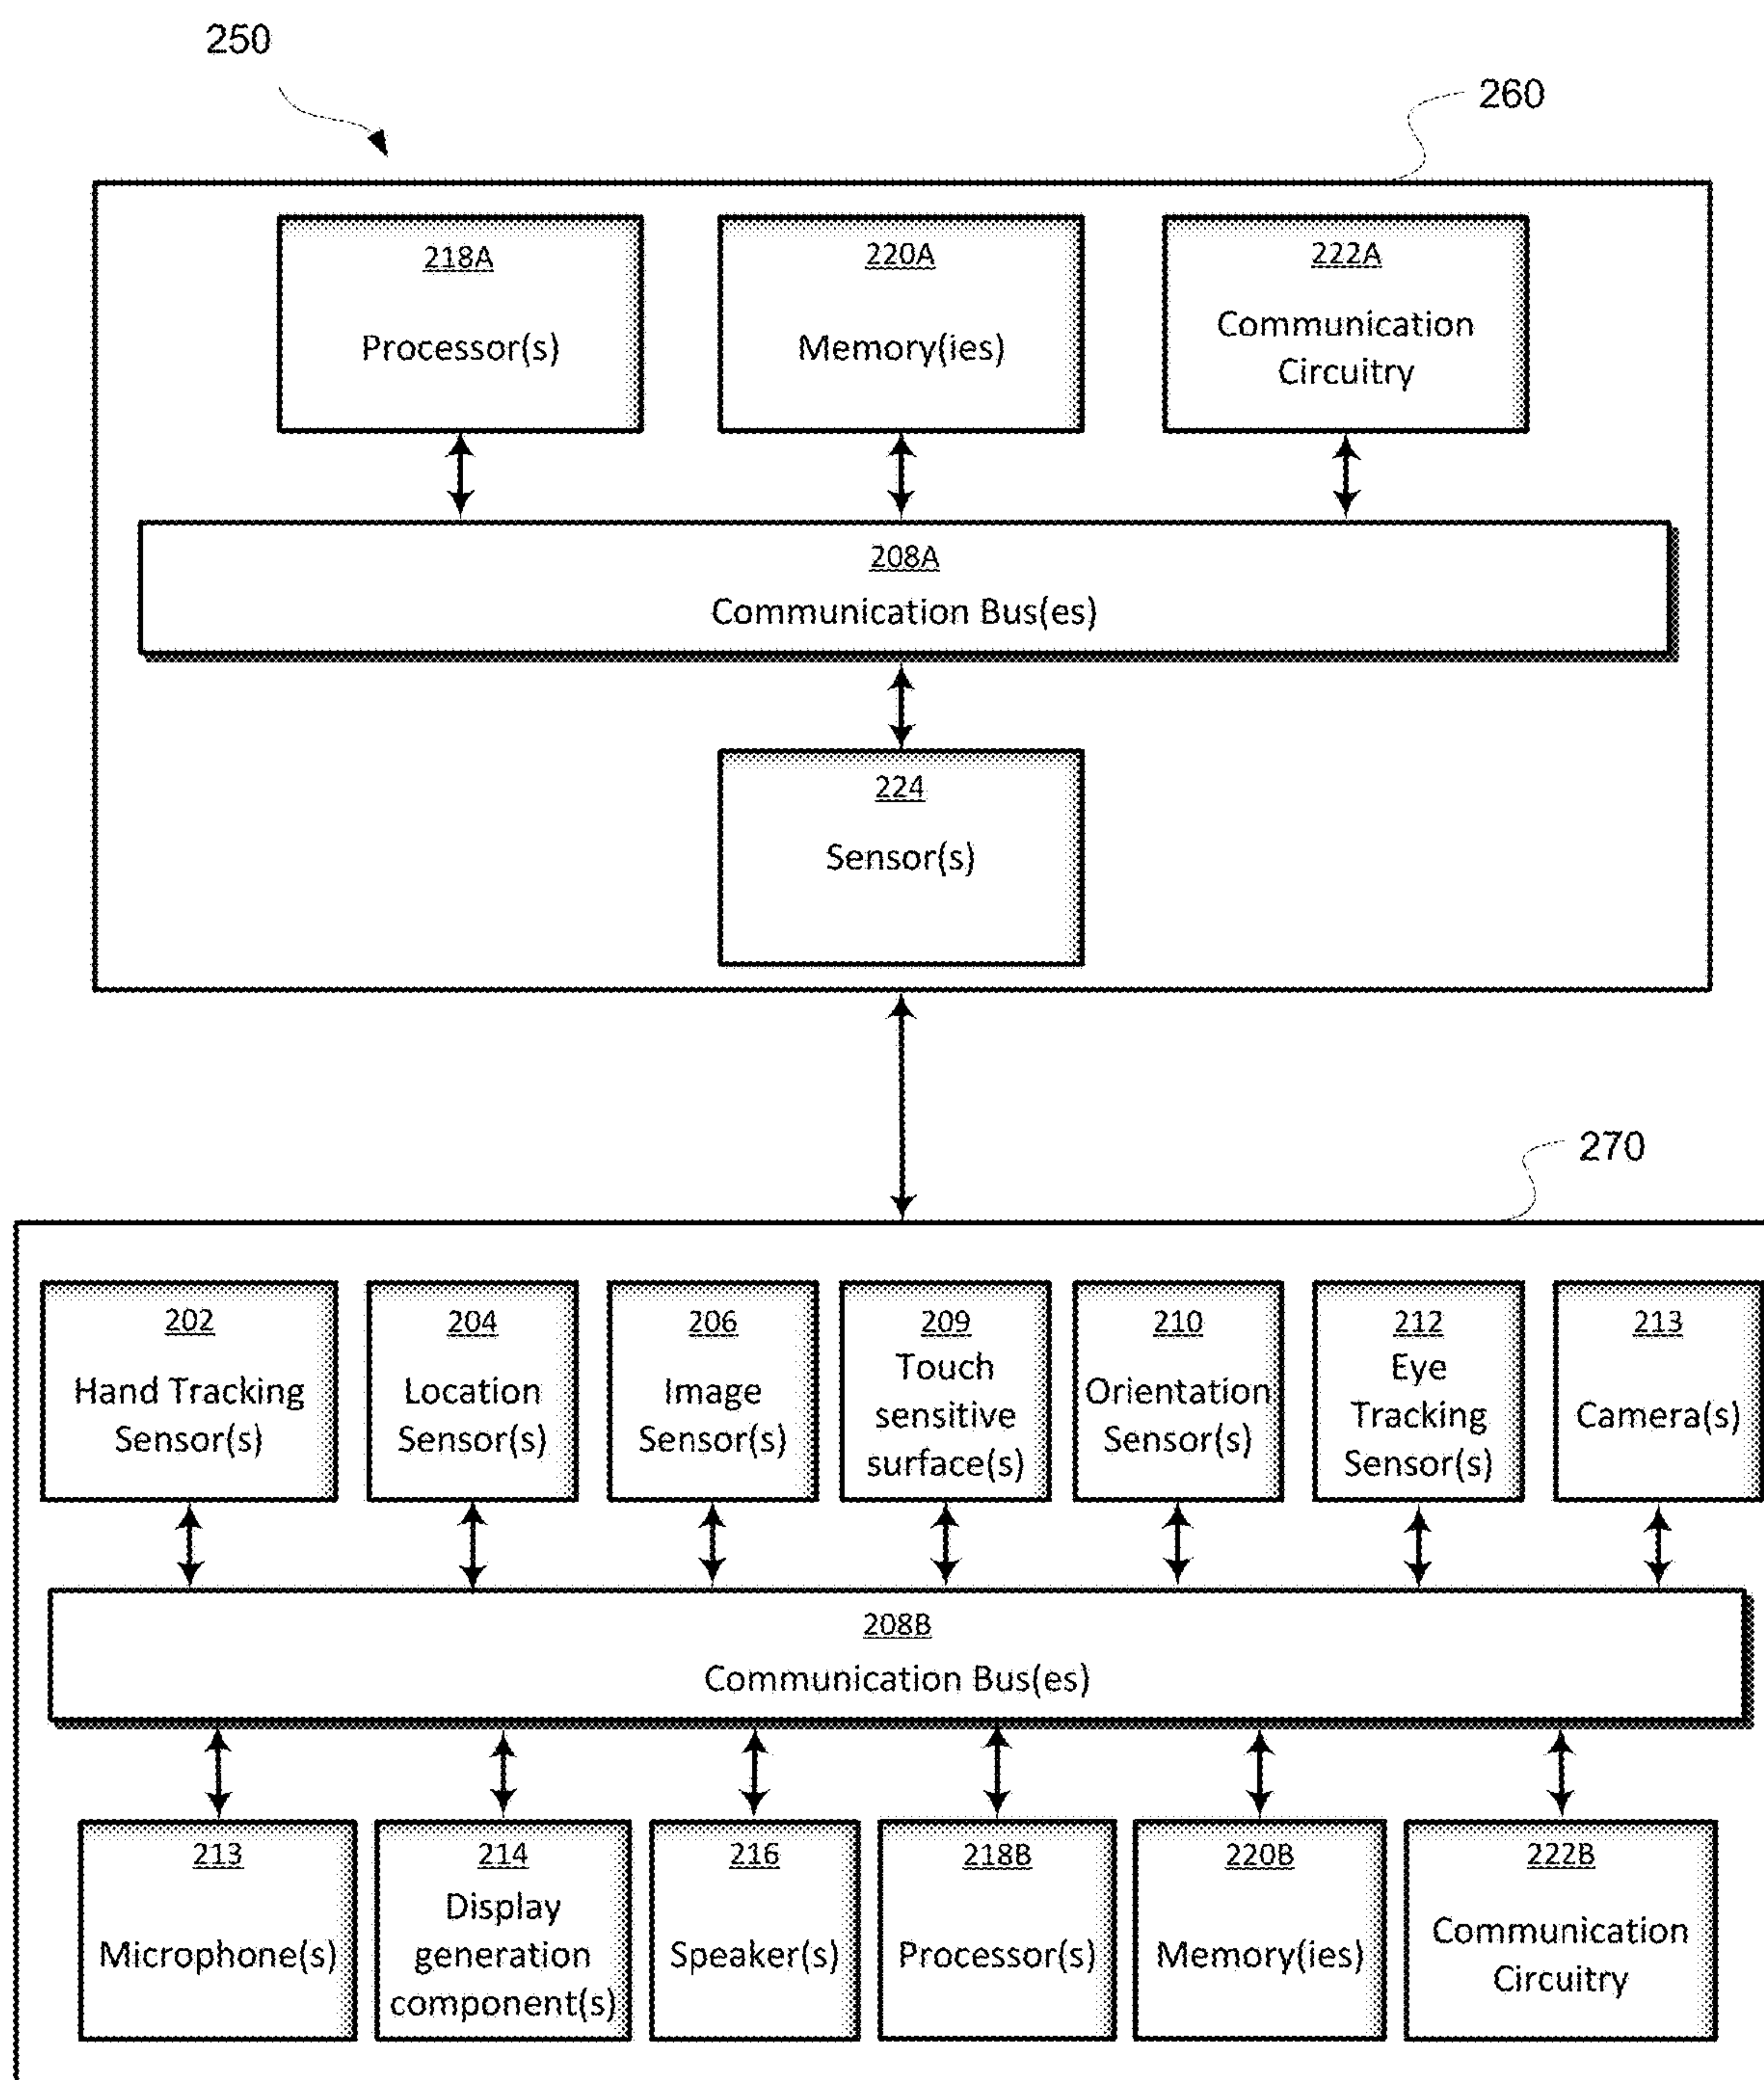 250
260
218A
Processor(s)
220A
Memory(ies)
222A
Communication
Circuitry
208A
Communication Bus(es)
224
Sensor(s)
270
202
Hand Tracking
Sensor(s)
204
Location
Sensor(s)
206
Image
Sensor(s)
209
Touch
sensitive
surface(s)
210
Orientation
Sensor(s)
212
Eye
Tracking
Sensor(s)
213
Camera(s)
208B
Communication Bus(es)
213
Microphone(s)
214
Display
generation
component(s)
216
Speaker(s)
218B
Processor(s)
220B
Memory(ies)
222B
Communication
Circuitry